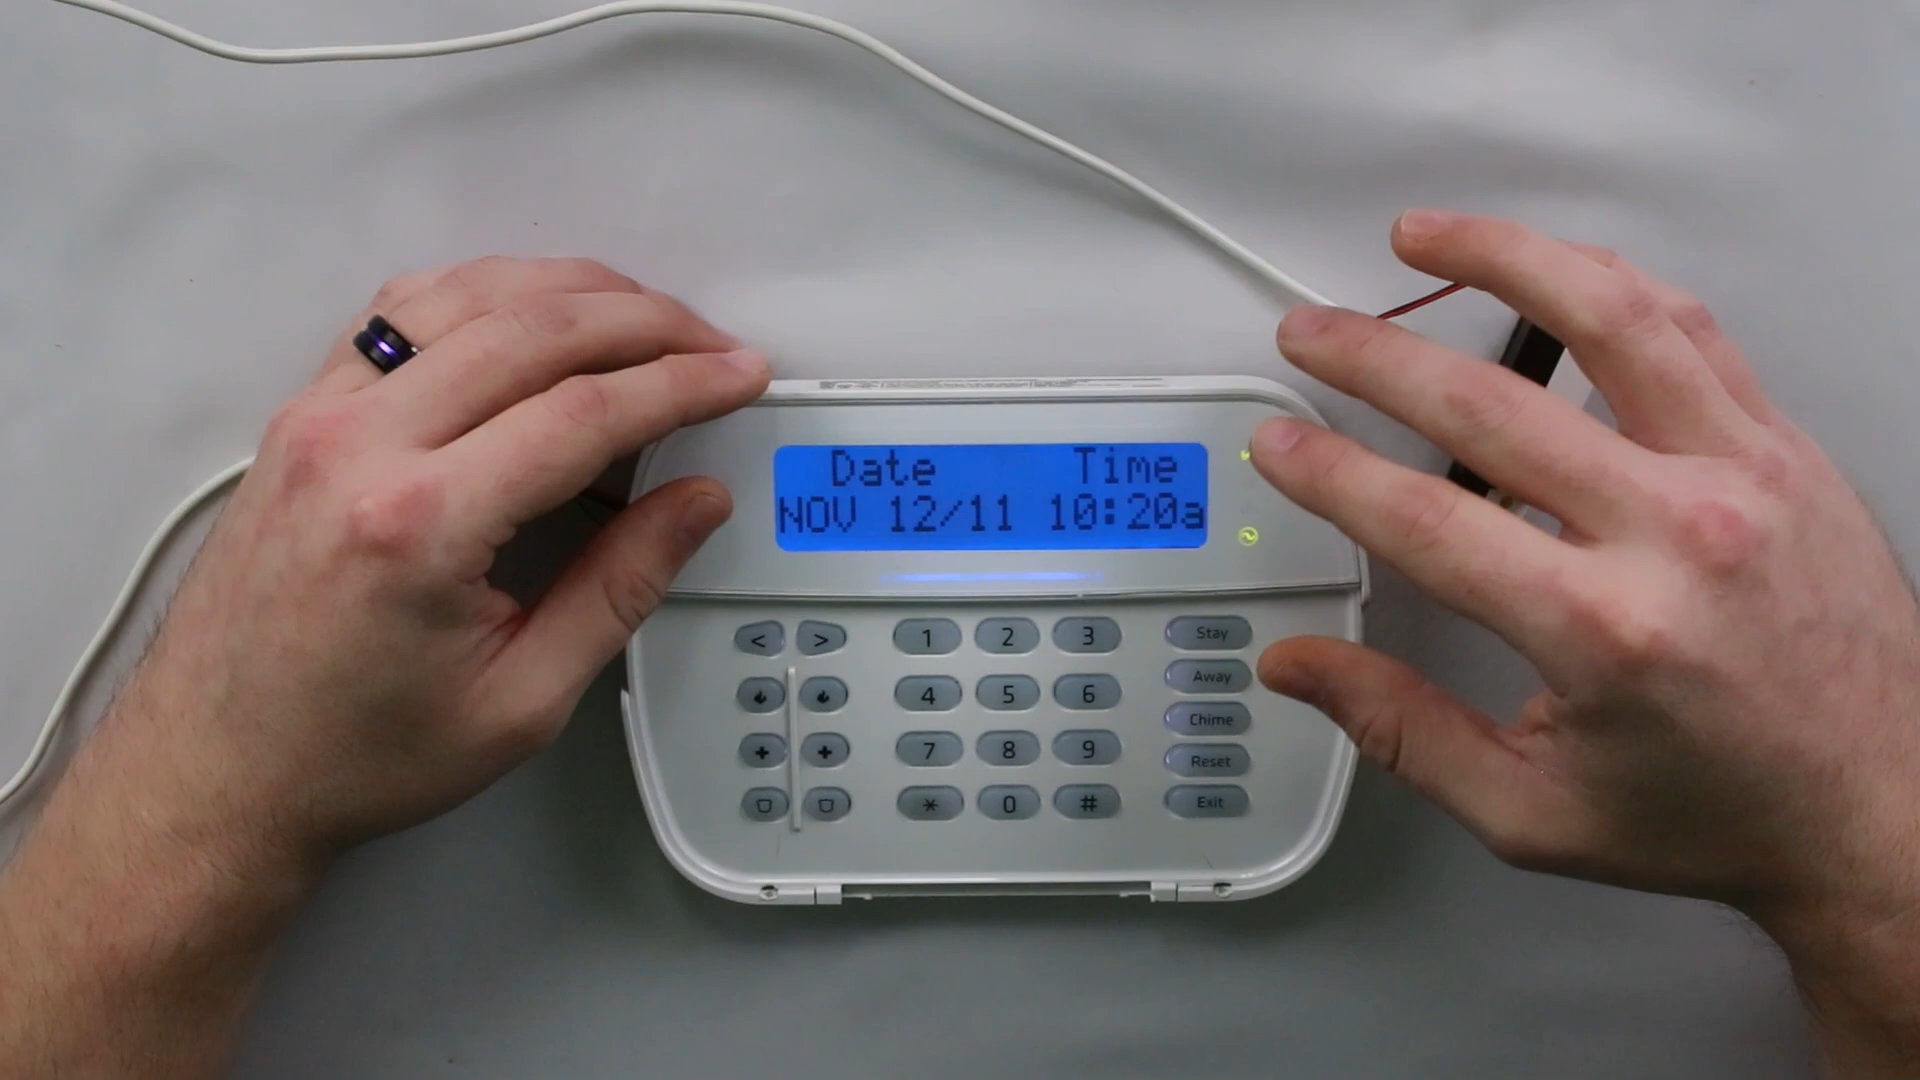 Date Time
NOV 12/11 10:20a
< > 1 2 3 Stay
4 5 6 Away
7 8 9 Chime
Reset
* 0 # Exit